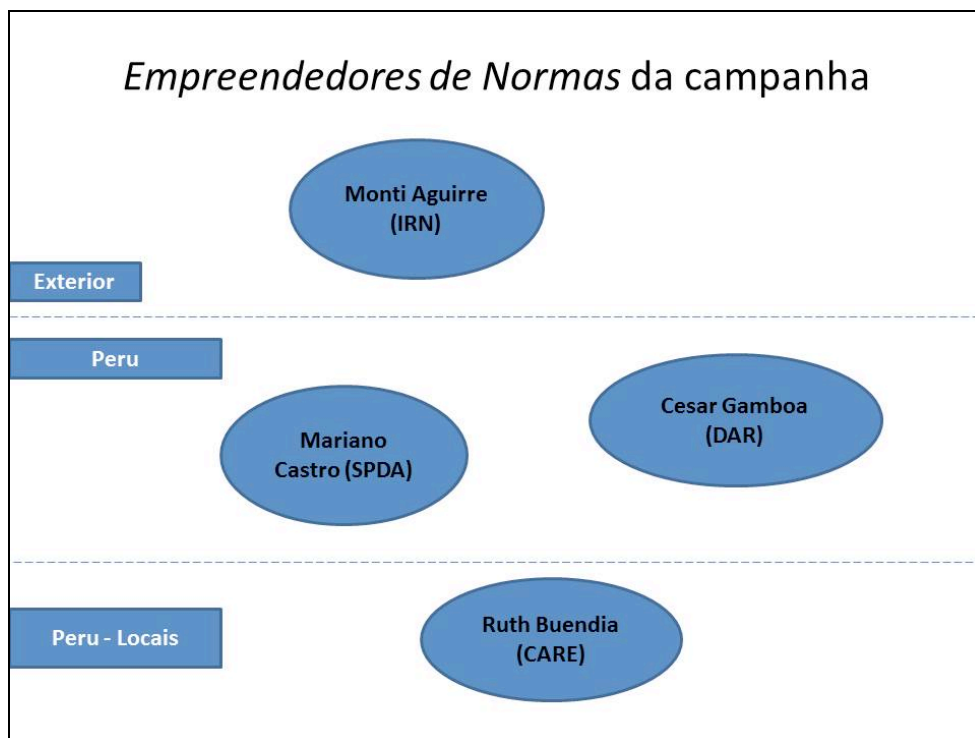 Empreendedores de Normas da campanha
Monti Aguirre
(IRN)
Exterior
Peru
Cesar Gamboa
(DAR)
Mariano
Castro (SPDA)
Ruth Buendia
(CARE)
Peru - Locais